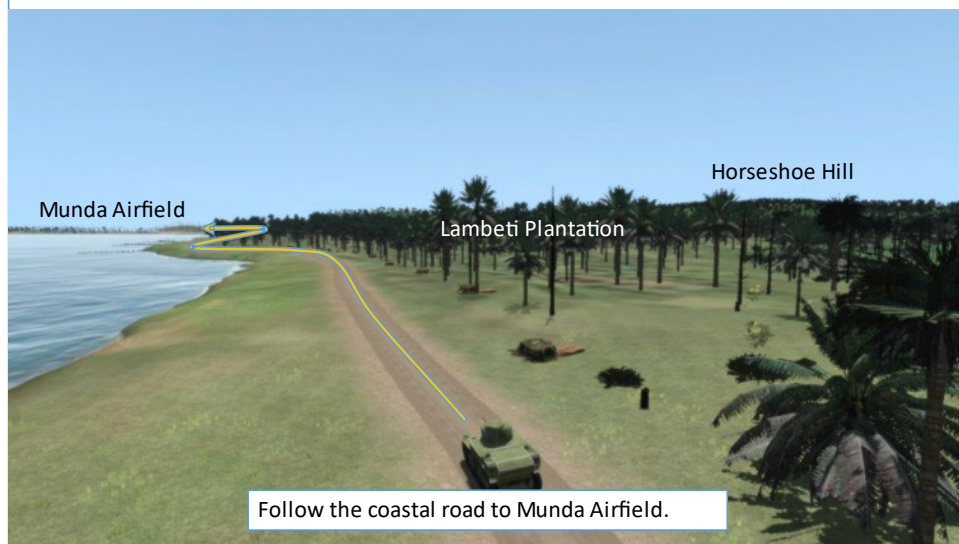 Horseshoe Hill
Munda Airfield
Lambeti Plantation
Follow the coastal road to Munda Airfield.